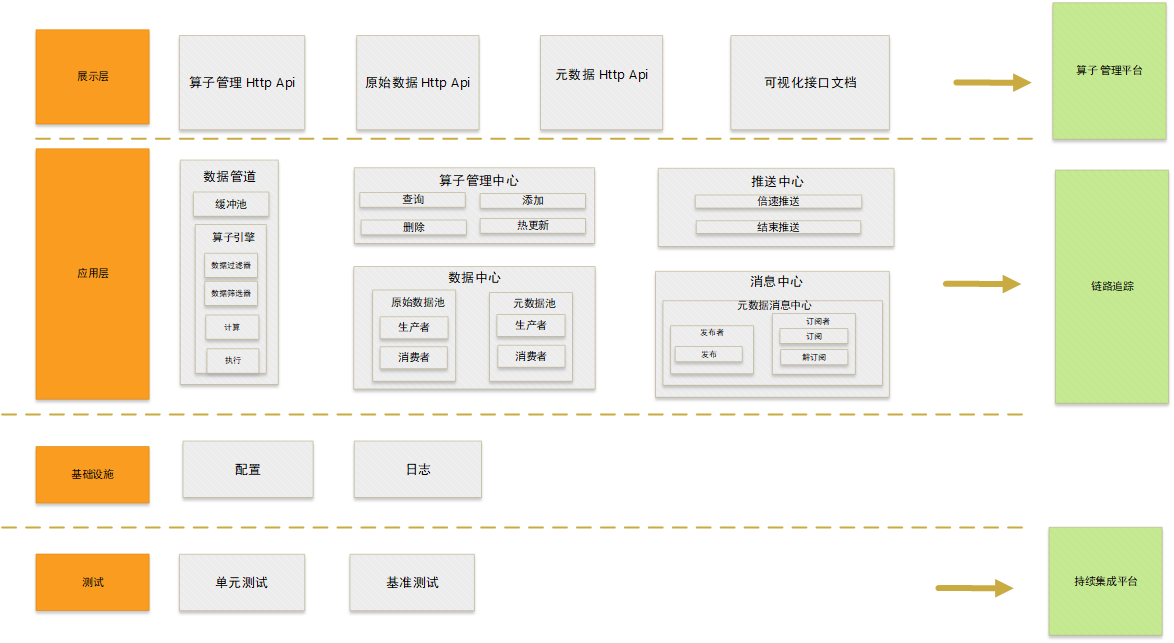 展示层
算子管理 Http Api
原始数据 Http Api
元数据 Http Api
可视化接口文档
算子 管理平台
应用层
数据管道
缓冲池
算子引擎
数据过滤器
数据筛选器
计算
执行
算子管理中心
查询
添加
删除
热更新
数据中心
原始数据池
生产者
消费者
元数据池
生产者
消费者
推送中心
倍速推送
结束推送
消息中心
元数据消息中心
发布者
发布
订阅者
订阅
解订阅
链路追踪
基础设施
配置
日志
测试
单元测试
基准测试
持续集成平台